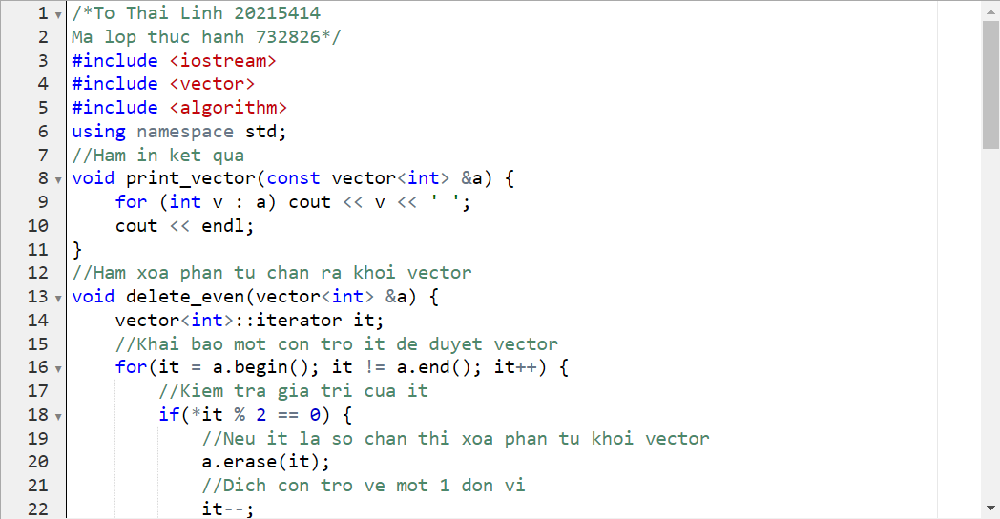 1 /*To Thai Linh 20215414
2 Ma lop thuc hanh 732826*/
3 #include <iostream>
4 #include <vector>
5 #include <algorithm>
6 using namespace std;
7 //Ham in ket qua
8 void print_vector(const vector<int> &a) {
9     for (int v : a) cout << v << ' ';
10     cout << endl;
11 }
12 //Ham xoa phan tu chan ra khoi vector
13 void delete_even(vector<int> &a) {
14     vector<int>::iterator it;
15     //Khai bao mot con tro it de duyet vector
16     for(it = a.begin(); it != a.end(); it++) {
17         //Kiem tra gia tri cua it
18         if(*it % 2 == 0) {
19             //Neu it la so chan thi xoa phan tu khoi vector
20             a.erase(it);
21             //Dich con tro ve mot 1 don vi
22             it--;